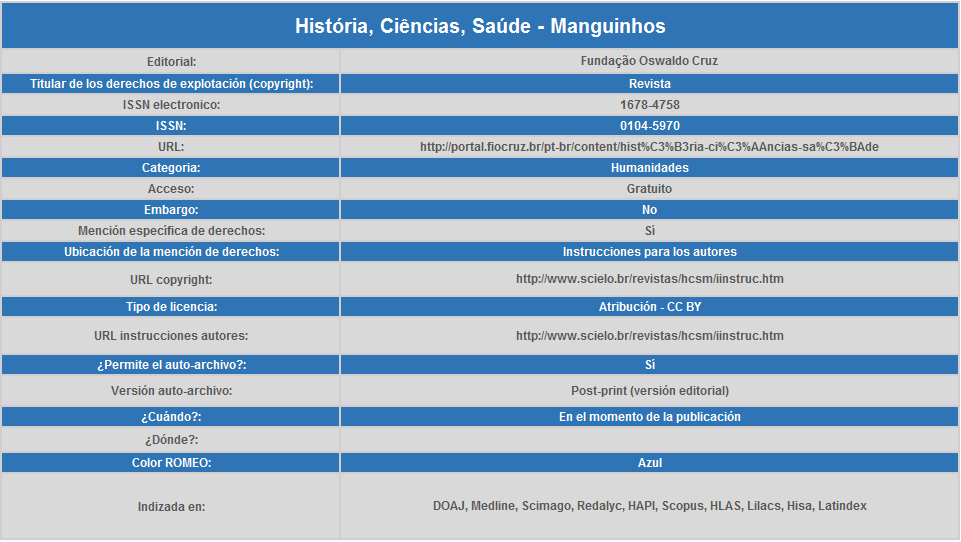 História, Ciências, Saúde - Manguinhos
Editorial: Fundação Oswaldo Cruz
Titular de los derechos de explotación (copyright): Revista
ISSN electronico: 1678-4758
ISSN: 0104-5970
URL: http://portal.fiocruz.br/pt-br/content/hist%C3%B3ria-ci%C3%AAncias-sa%C3%BAde
Categoria: Humanidades
Acceso: Gratuito
Embargo: No
Mención específica de derechos: Sí
Ubicación de la mención de derechos: Instrucciones para los autores
URL copyright: http://www.scielo.br/revistas/hcsm/iinstruc.htm
Tipo de licencia: Atribución - CC BY
URL instrucciones autores: http://www.scielo.br/revistas/hcsm/iinstruc.htm
¿Permite el auto-archivo?: Sí
Versión auto-archivo: Post-print (versión editorial)
¿Cuándo?: En el momento de la publicación
¿Dónde?:
Color ROMEO: Azul
Indizada en: DOAJ, Medline, Scimago, Redalyc, HAPI, Scopus, HLAS, Lilacs, Hisa, Latindex